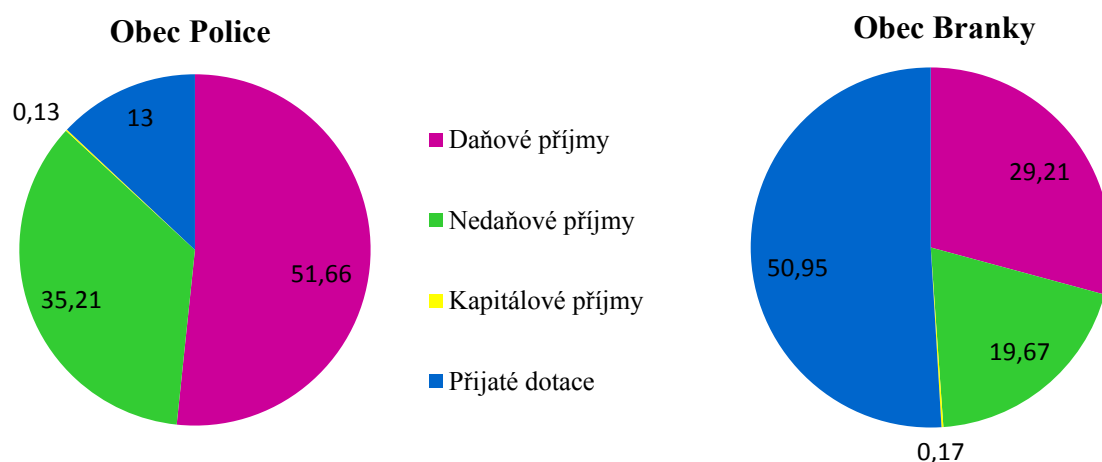 Obec Police
0,13
13
51,66
35,21
Daňové příjmy
Nedaňové příjmy
Kapitálové příjmy
Přijaté dotace
Obec Branky
29,21
50,95
19,67
0,17